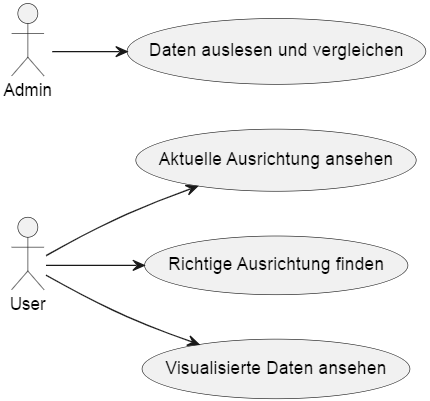 Daten auslesen und vergleichen
Admin
Aktuelle Ausrichtung ansehen
Richtige Ausrichtung finden
User
Visualisierte Daten ansehen